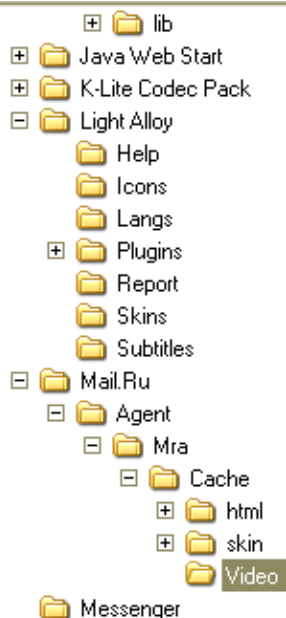 lib
Java Web Start
K-Lite Codec Pack
Light Alloy
Help
Icons
Langs
Plugins
Report
Skins
Subtitles
Mail.Ru
Agent
Mra
Cache
html
skin
Video
Messenger